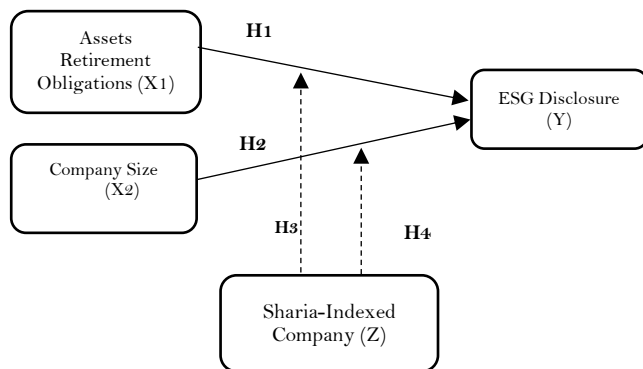 Assets
Retirement
Obligations (X1)
H1
ESG Disclosure
(Y)
Company Size
(X2)
H2
H3
H4
Sharia-Indexed
Company (Z)